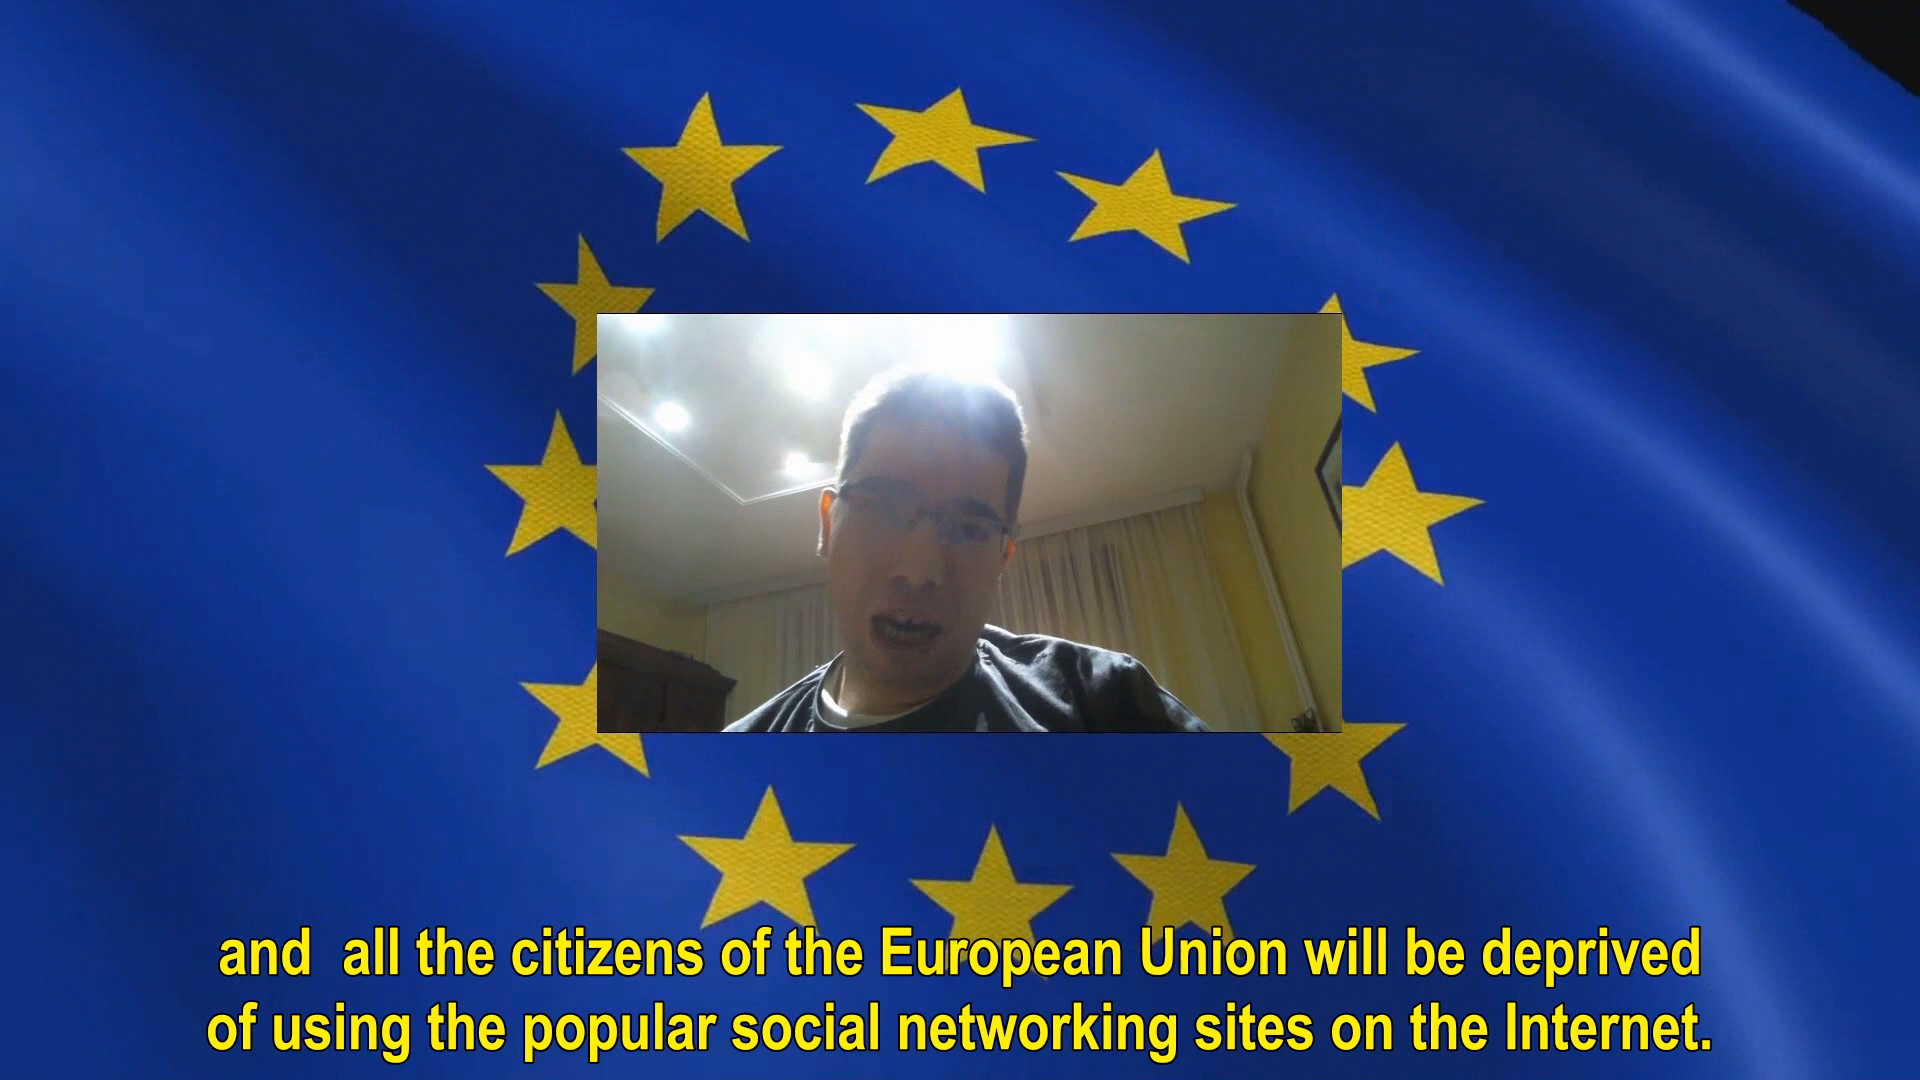 and  all the citizens of the European Union will be deprived
of using the popular social networking sites on the Internet.